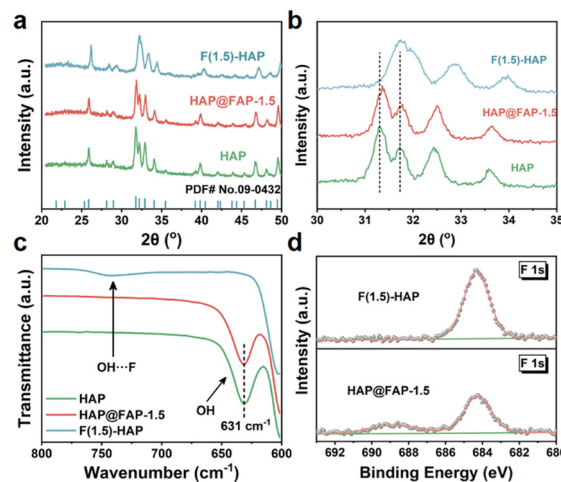 a
Intensity (a.u.)
F(1.5)-HAP
HAP@FAP-1.5
HAP
PDF# No.09-0432
20 25 30 35 40 45 50
2θ (°)
b
Intensity (a.u.)
F(1.5)-HAP
HAP@FAP-1.5
HAP
30 31 32 33 34 35
2θ (°)
c
Transmittance (a.u.)
OH···F
OH
631 cm⁻¹
HAP
HAP@FAP-1.5
F(1.5)-HAP
800 750 700 650 600
Wavenumber (cm⁻¹)
d
Intensity (a.u.)
F 1s
F(1.5)-HAP
F 1s
HAP@FAP-1.5
692 690 688 686 684 682 680
Binding Energy (eV)